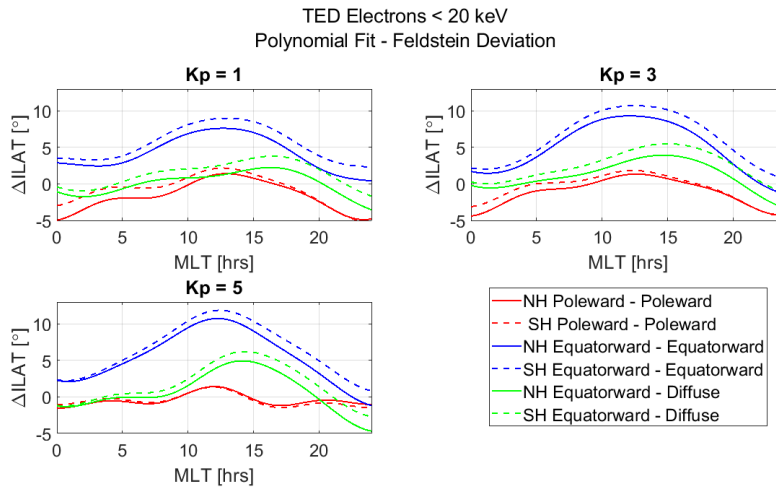 TED Electrons < 20 keV
Polynomial Fit - Feldstein Deviation
Kp = 1
10
5
0
-5
ΔILAT [°]
0 5 10 15 20
MLT [hrs]
Kp = 3
10
5
0
-5
ΔILAT [°]
0 5 10 15 20
MLT [hrs]
Kp = 5
10
5
0
-5
ΔILAT [°]
0 5 10 15 20
MLT [hrs]
NH Poleward - Poleward
SH Poleward - Poleward
NH Equatorward - Equatorward
SH Equatorward - Equatorward
NH Equatorward - Diffuse
SH Equatorward - Diffuse